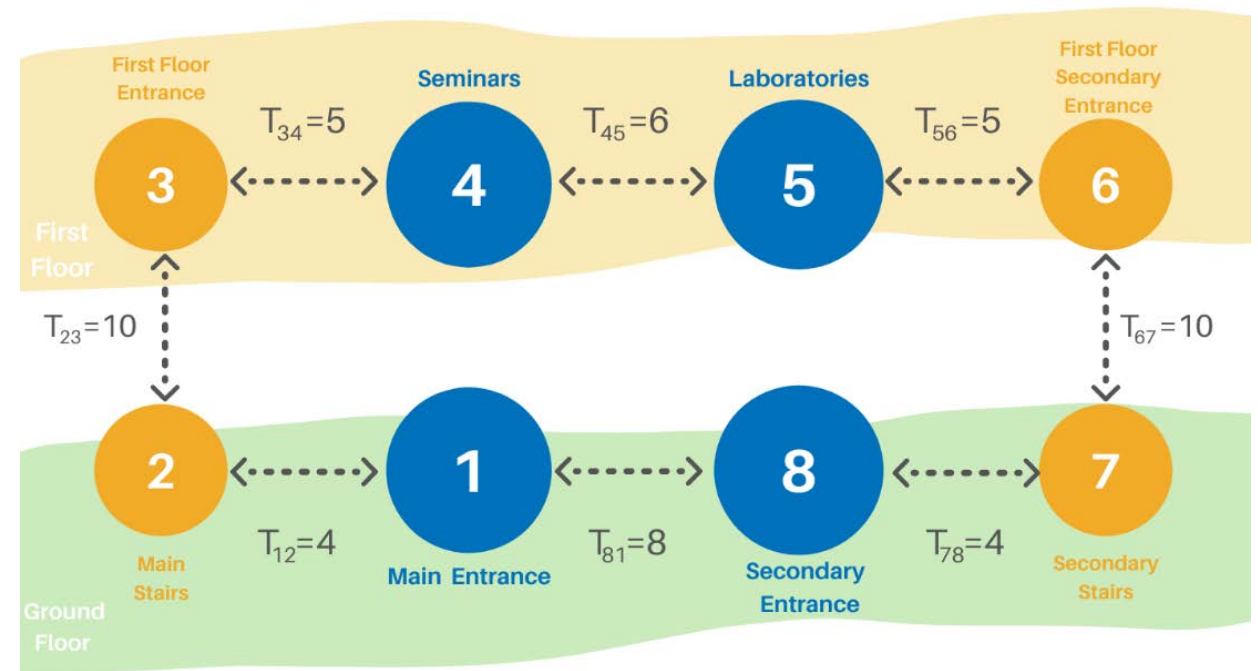 First Floor
Entrance
Seminars
Laboratories
First Floor
Secondary
Entrance
T₃₄=5
T₄₅=6
T₅₆=5
3
4
5
6
First
Floor
T₂₃=10
T₆₇=10
2
1
8
7
T₁₂=4
T₈₁=8
T₇₈=4
Main
Stairs
Main Entrance
Secondary
Entrance
Secondary
Stairs
Ground
Floor